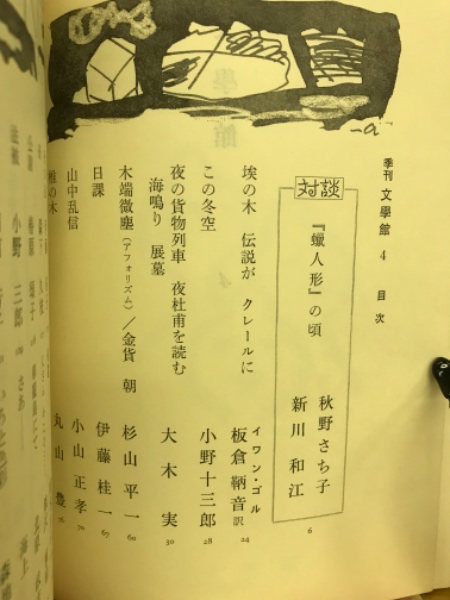 季刊 文學館 4 目次
対談
『蠟人形』の頃
秋野さち子
新川和江
6
埃の木 伝説が クレールに
イワン・ゴル
板倉鞆音訳
24
この冬空
小野十三郎
28
夜の貨物列車 夜杜甫を読む
海鳴り 展墓
大木実
30
木端微塵(アフォリズム)/金貨 朝
杉山平一
60
日課
伊藤桂一
67
山中乱信
小山正孝
70
の木
丸山豊
76